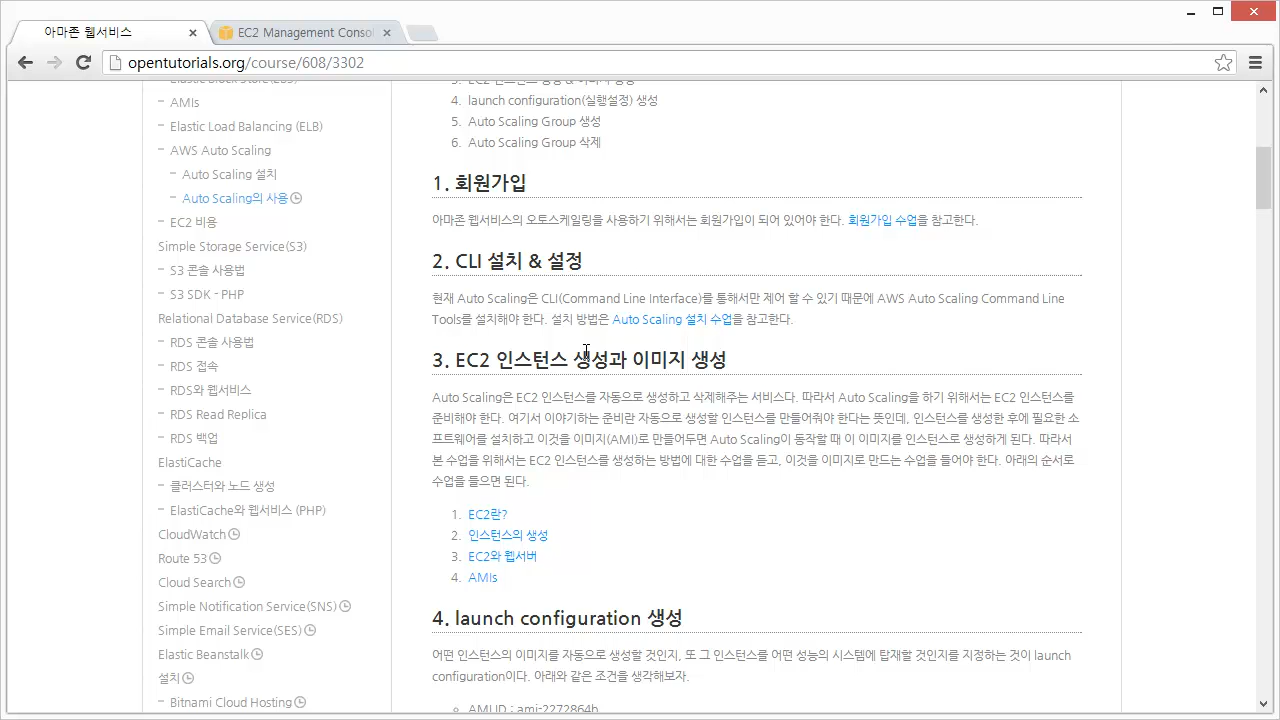 아마존 웹서비스
EC2 Management Consol
opentutorials.org/course/608/3302
AMIs
Elastic Load Balancing (ELB)
AWS Auto Scaling
Auto Scaling 설치
Auto Scaling의 사용
EC2 비용
Simple Storage Service(S3)
S3 콘솔 사용법
S3 SDK - PHP
Relational Database Service(RDS)
RDS 콘솔 사용법
RDS 접속
RDS와 웹서비스
RDS Read Replica
RDS 백업
ElastiCache
클러스터와 노드 생성
ElastiCache와 웹서비스 (PHP)
CloudWatch
Route 53
Cloud Search
Simple Notification Service(SNS)
Simple Email Service(SES)
Elastic Beanstalk
설치
Bitnami Cloud Hosting
4. launch configuration(실행설정) 생성
5. Auto Scaling Group 생성
6. Auto Scaling Group 삭제
1. 회원가입
아마존 웹서비스의 오토스케일링을 사용하기 위해서는 회원가입이 되어 있어야 한다. 회원가입 수업을 참고한다.
2. CLI 설치 & 설정
현재 Auto Scaling은 CLI(Command Line Interface)를 통해서만 제어 할 수 있기 때문에 AWS Auto Scaling Command Line
Tools를 설치해야 한다. 설치 방법은 Auto Scaling 설치 수업을 참고한다.
3. EC2 인스턴스 생성과 이미지 생성
Auto Scaling은 EC2 인스턴스를 자동으로 생성하고 삭제해주는 서비스다. 따라서 Auto Scaling을 하기 위해서는 EC2 인스턴스를
준비해야 한다. 여기서 이야기하는 준비란 자동으로 생성할 인스턴스를 만들어줘야 한다는 뜻인데, 인스턴스를 생성한 후에 필요한 소
프트웨어를 설치하고 이것을 이미지(AMI)로 만들어두면 Auto Scaling이 동작할 때 이 이미지를 인스턴스로 생성하게 된다. 따라서
본 수업을 위해서는 EC2 인스턴스를 생성하는 방법에 대한 수업을 듣고, 이것을 이미지로 만드는 수업을 들어야 한다. 아래의 순서로
수업을 들으면 된다.
1. EC2란?
2. 인스턴스의 생성
3. EC2와 웹서버
4. AMIs
4. launch configuration 생성
어떤 인스턴스의 이미지를 자동으로 생성할 것인지, 또 그 인스턴스를 어떤 성능의 시스템에 탑재할 것인지를 지정하는 것이 launch
configuration이다. 아래와 같은 조건을 생각해보자.